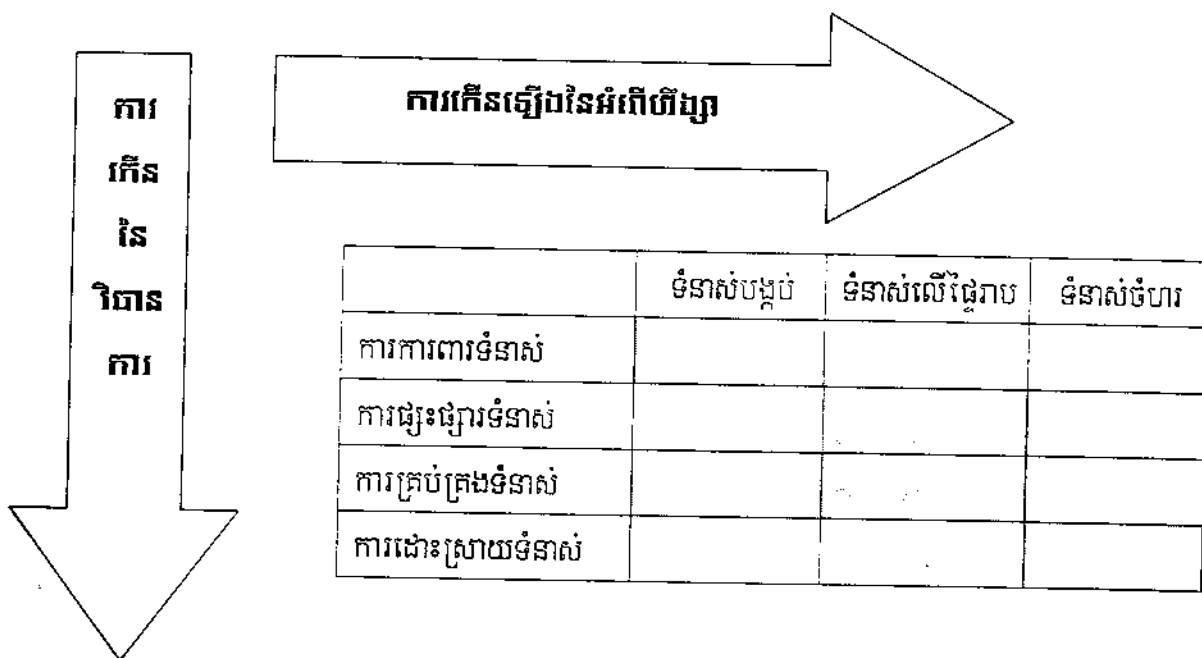 ការ
កើន
នៃ
វិធាន
ការ
ការកើនឡើងនៃអំពើហឹង្សា
ទំនាស់បង្កប់ ទំនាស់លើផ្ទៃរាប ទំនាស់ចំហរ
ការការពារទំនាស់
ការផ្សះផ្សារទំនាស់
ការគ្រប់គ្រងទំនាស់
ការដោះស្រាយទំនាស់